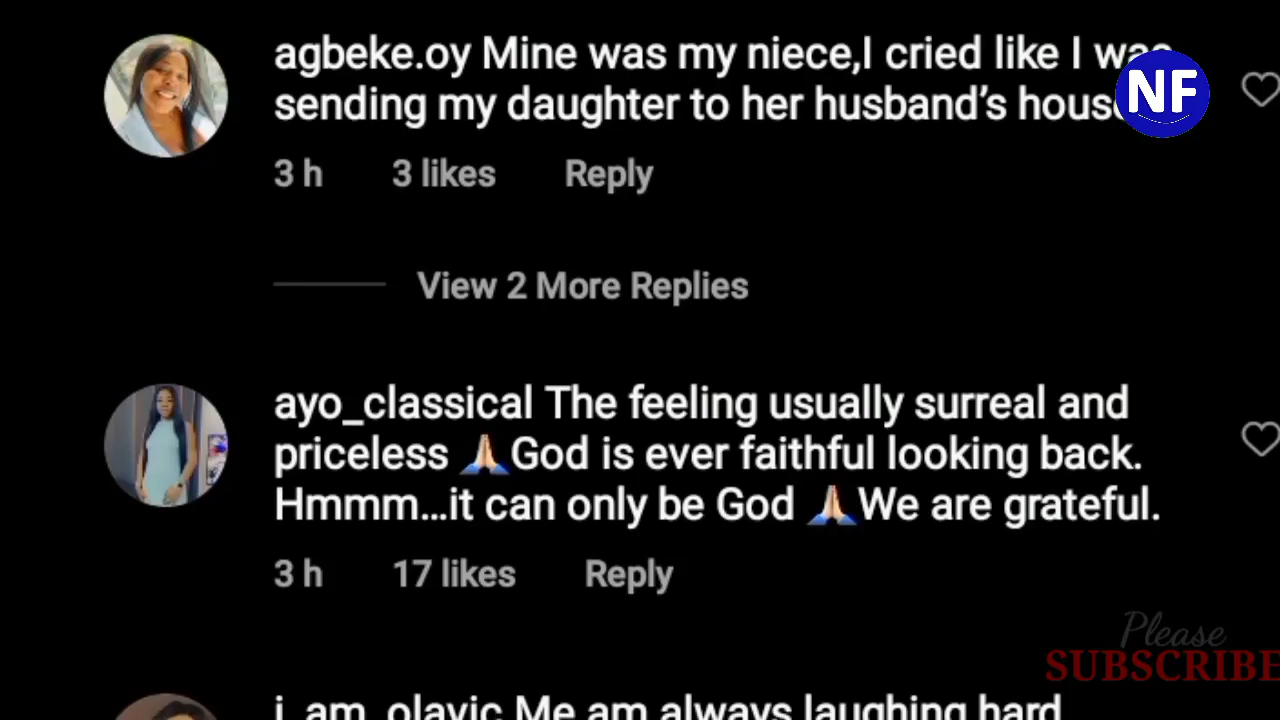 agbeke.oy Mine was my niece,I cried like I was
sending my daughter to her husband's house
NF
3 h 3 likes Reply
View 2 More Replies
ayo_classical The feeling usually surreal and
priceless 🙏🏻God is ever faithful looking back.
Hmmm...it can only be God 🙏🏻We are grateful.
3 h 17 likes Reply
Please
SUBSCRIBE
i_am_olavic Me am always laughing hard